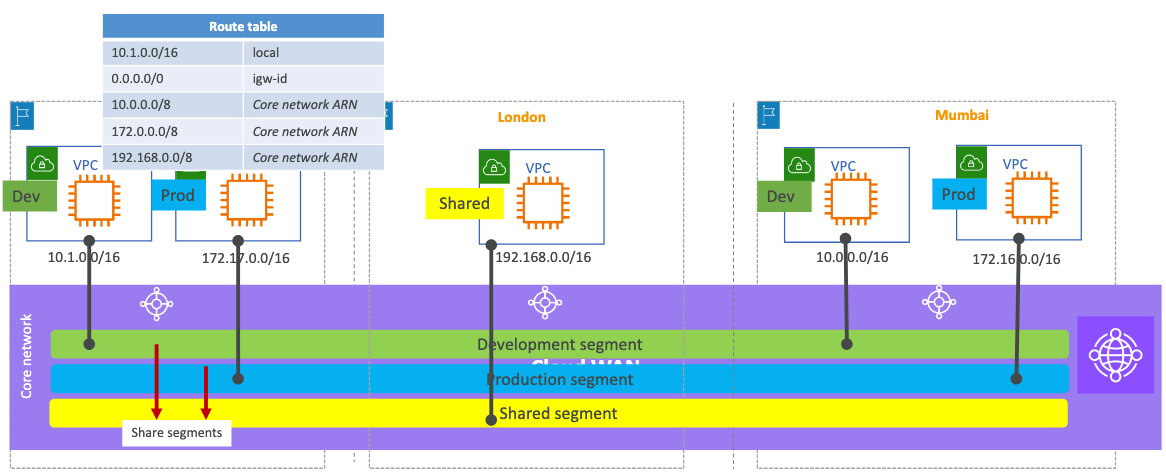 Route table
10.1.0.0/16 local
0.0.0.0/0 igw-id
10.0.0.0/8 Core network ARN
172.0.0.0/8 Core network ARN
192.168.0.0/8 Core network ARN
London
Mumbai
VPC
Dev
Prod
VPC
Shared
VPC
Dev
VPC
Prod
10.1.0.0/16
172.17.0.0/16
192.168.0.0/16
10.0.0.0/16
172.16.0.0/16
Core network
Development segment
Cloud WAN
Production segment
Shared segment
Share segments